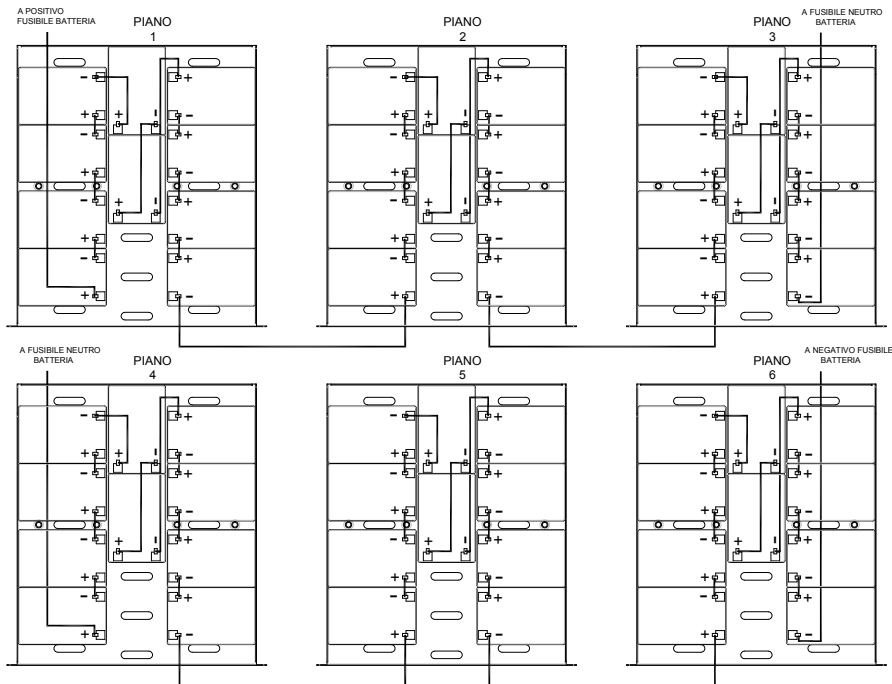 A POSITIVO
FUSIBILE BATTERIA
PIANO
1
PIANO
2
PIANO
3
A FUSIBILE NEUTRO
BATTERIA
- + - + - +
+ + - - + + - - + + - -
- + - + - +
+ - + - + -
- + - + - + - + - + - +
+ - + - + -
- + - + - +
+ - + - + -
A FUSIBILE NEUTRO
BATTERIA
PIANO
4
PIANO
5
PIANO
6
A NEGATIVO FUSIBILE
BATTERIA
- + - + - +
+ + - - + + - - + + - -
- + - + - +
+ - + - + -
- + - + - + - + - + - +
+ - + - + -
- + - + - +
+ - + - + -